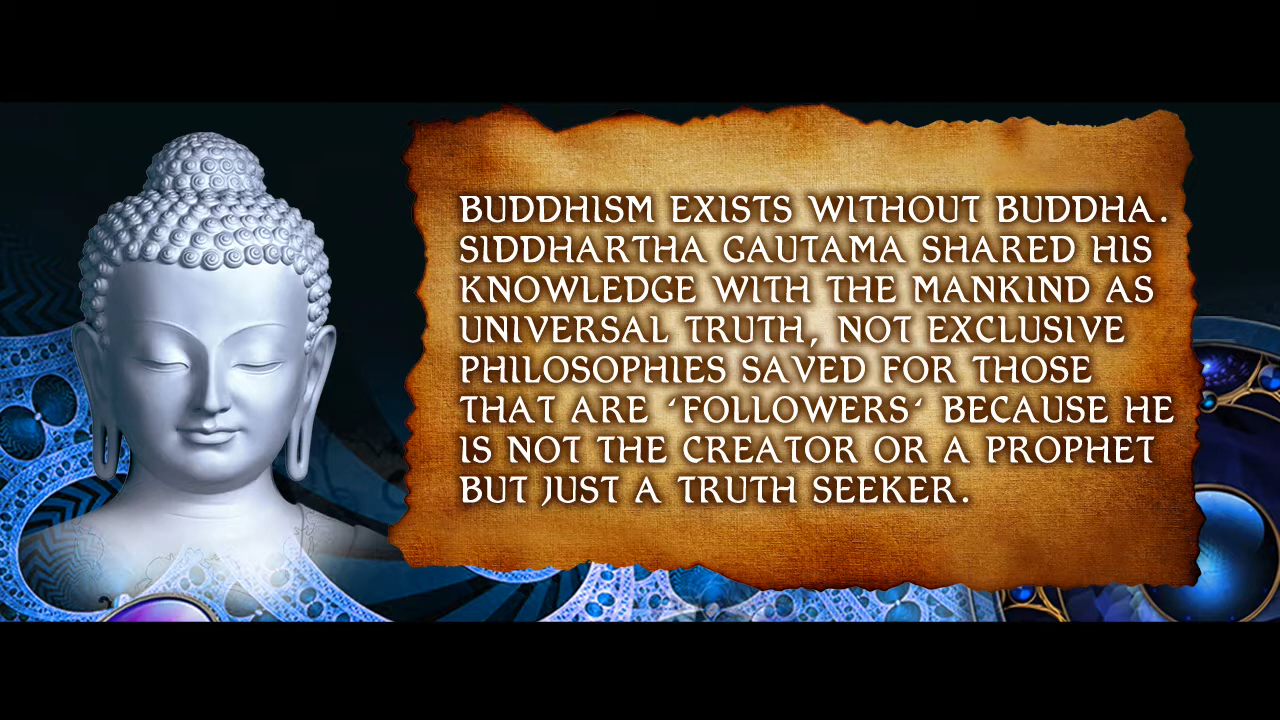 BUDDHISM EXISTS WITHOUT BUDDHA.
SIDDHARTHA GAUTAMA SHARED HIS
KNOWLEDGE WITH THE MANKIND AS
UNIVERSAL TRUTH, NOT EXCLUSIVE
PHILOSOPHIES SAVED FOR THOSE
THAT ARE ‘FOLLOWERS‘ BECAUSE HE
IS NOT THE CREATOR OR A PROPHET
BUT JUST A TRUTH SEEKER.